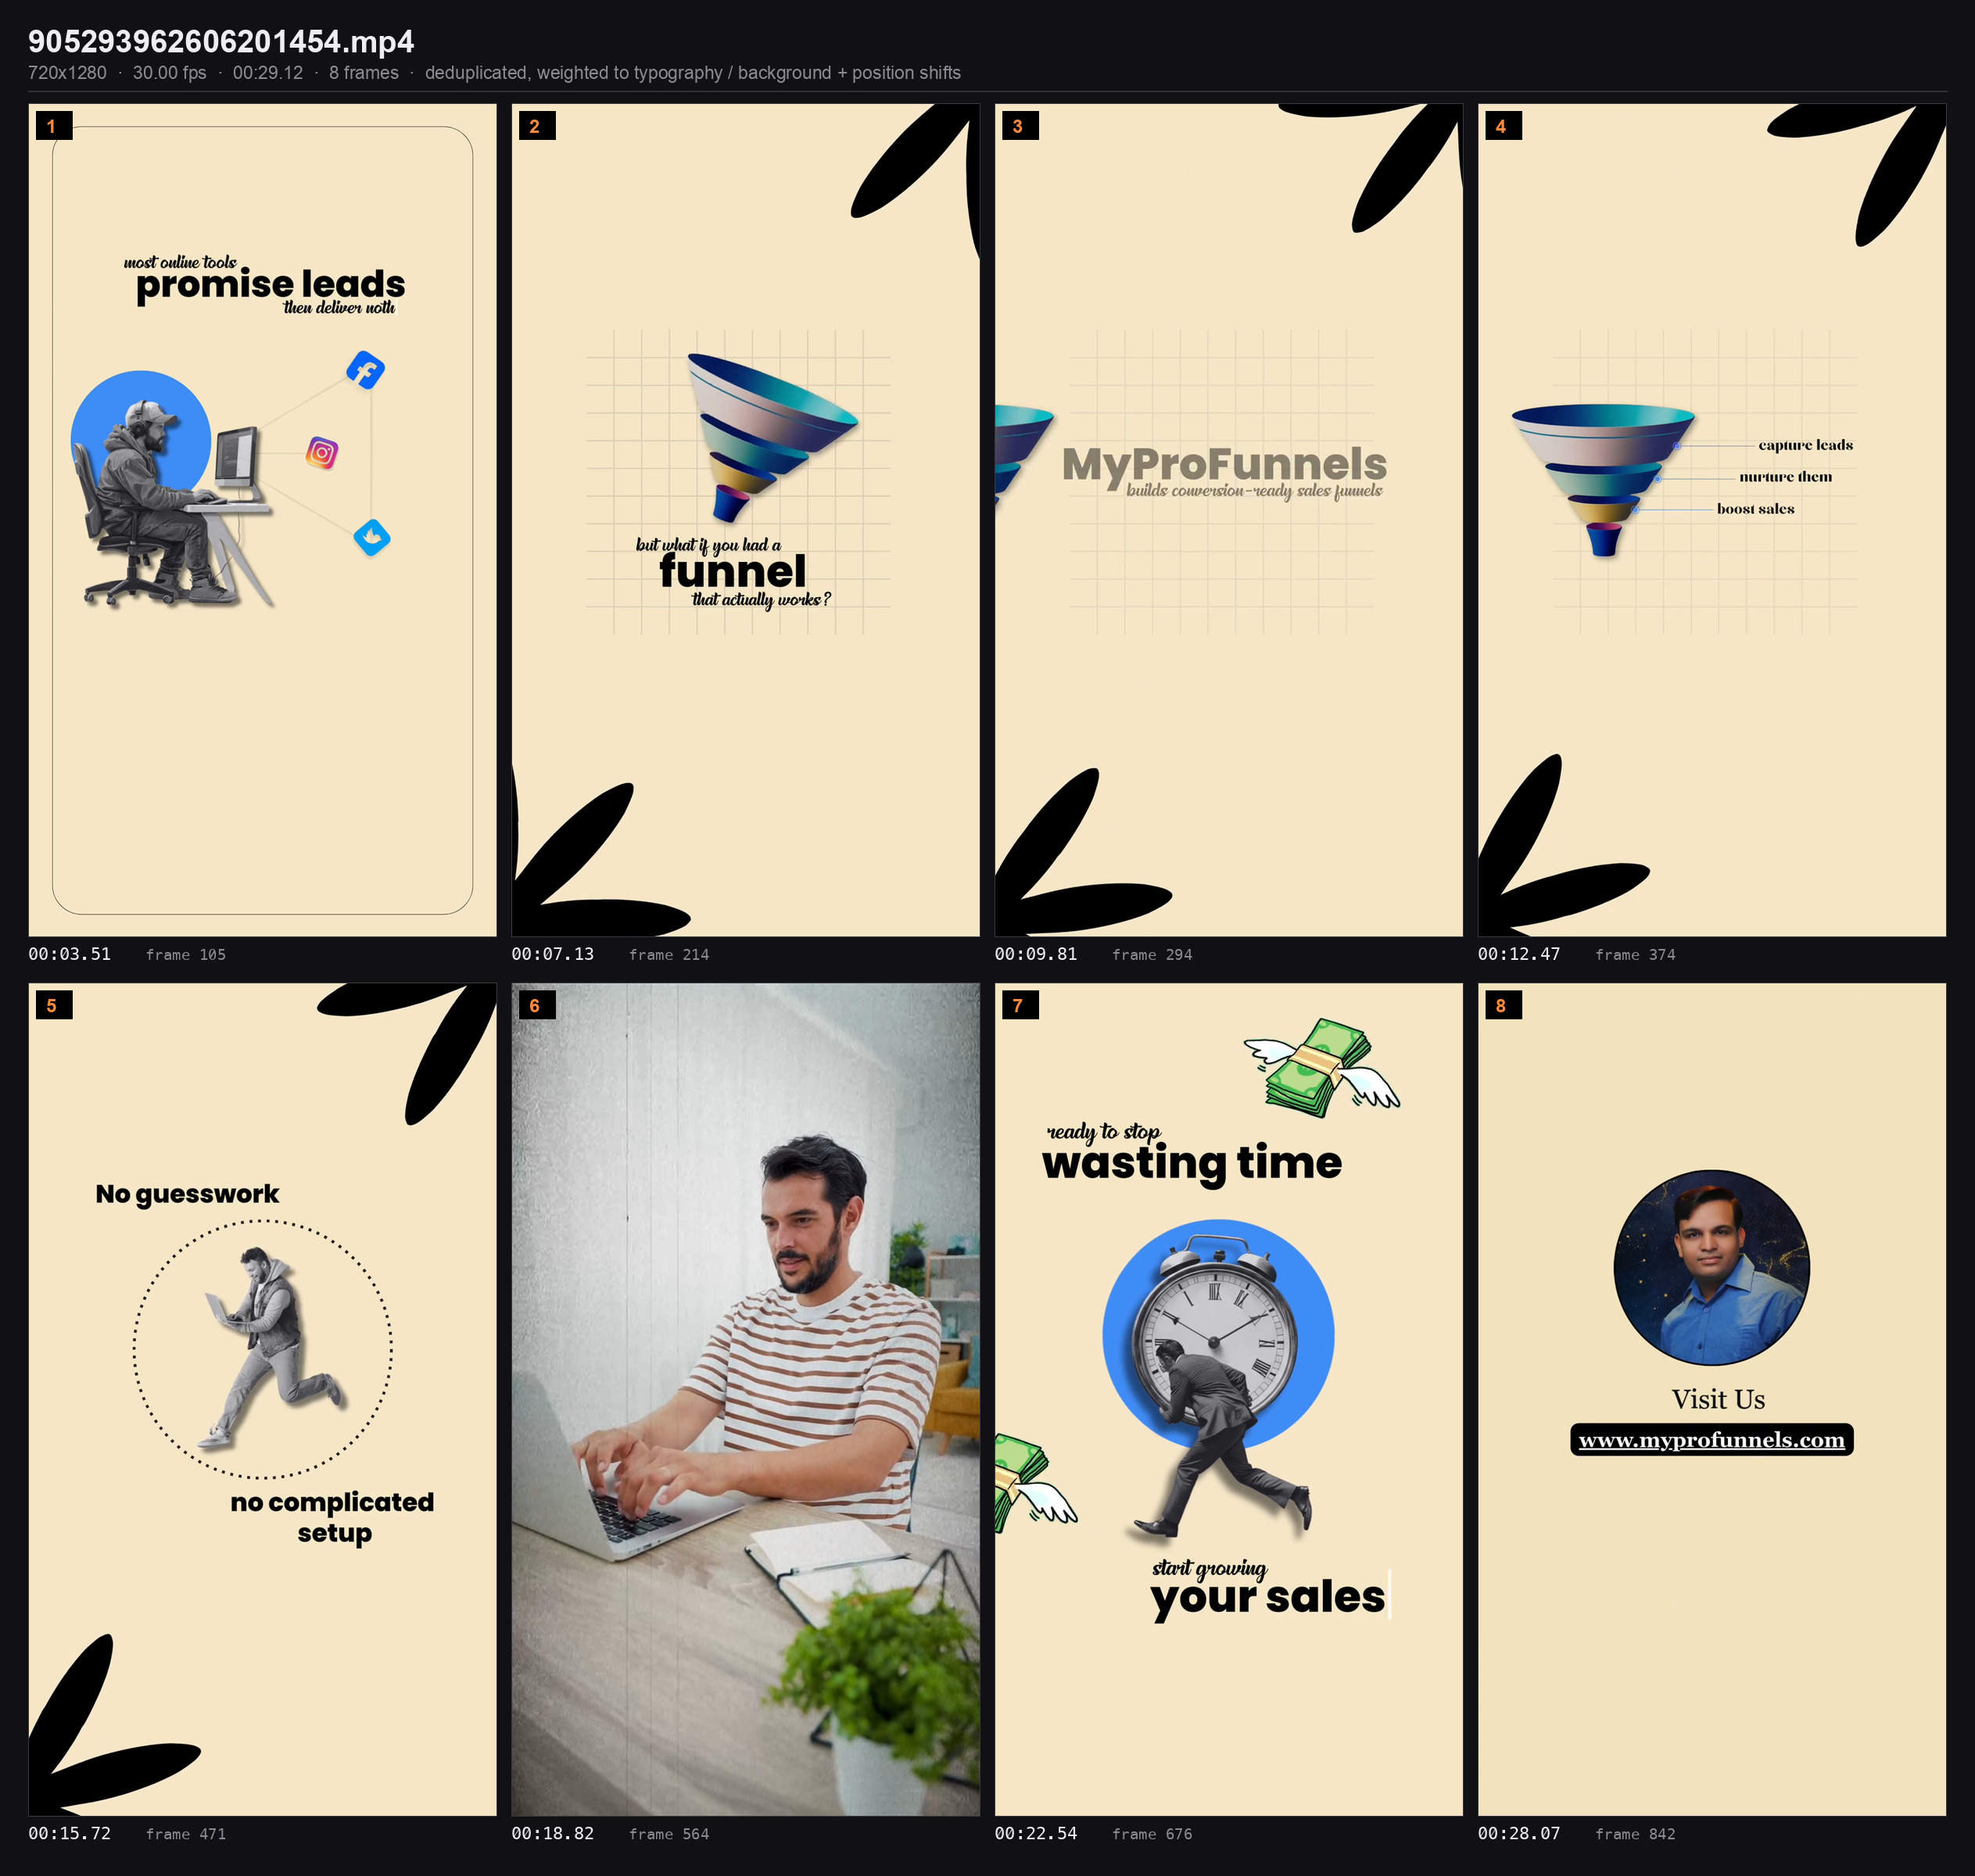 905293962606201454.mp4
720x1280 · 30.00 fps · 00:29.12 · 8 frames · deduplicated, weighted to typography / background + position shifts
1
most online tools
promise leads
then deliver noth
00:03.51 frame 105
2
but what if you had a
funnel
that actually works?
00:07.13 frame 214
3
MyProFunnels
builds conversion-ready sales funnels
00:09.81 frame 294
4
capture leads
nurture them
boost sales
00:12.47 frame 374
5
No guesswork
no complicated
setup
00:15.72 frame 471
6
00:18.82 frame 564
7
ready to stop
wasting time
start growing
your sales
00:22.54 frame 676
8
Visit Us
www.myprofunnels.com
00:28.07 frame 842